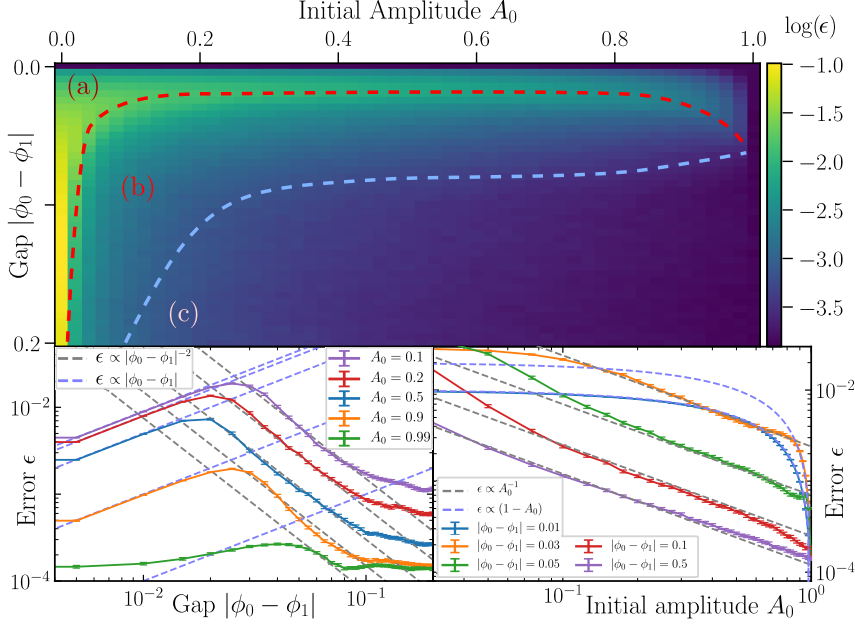 Initial Amplitude $A_0$
0.0 0.2 0.4 0.6 0.8 1.0
log(ϵ)
Gap |ϕ₀ − ϕ₁|
0.0
0.2
(a)
(b)
(c)
−1.0
−1.5
−2.0
−2.5
−3.0
−3.5
ϵ ∝ |ϕ₀ − ϕ₁|⁻²
ϵ ∝ |ϕ₀ − ϕ₁|
A₀ = 0.1
A₀ = 0.2
A₀ = 0.5
A₀ = 0.9
A₀ = 0.99
Error ϵ
10⁻²
10⁻⁴
10⁻² 10⁻¹
Gap |ϕ₀ − ϕ₁|
ϵ ∝ A₀⁻¹
ϵ ∝ (1 − A₀)
|ϕ₀ − ϕ₁| = 0.01
|ϕ₀ − ϕ₁| = 0.03
|ϕ₀ − ϕ₁| = 0.05
|ϕ₀ − ϕ₁| = 0.1
|ϕ₀ − ϕ₁| = 0.5
Error ϵ
10⁻²
10⁻⁴
10⁻¹ 10⁰
Initial amplitude A₀